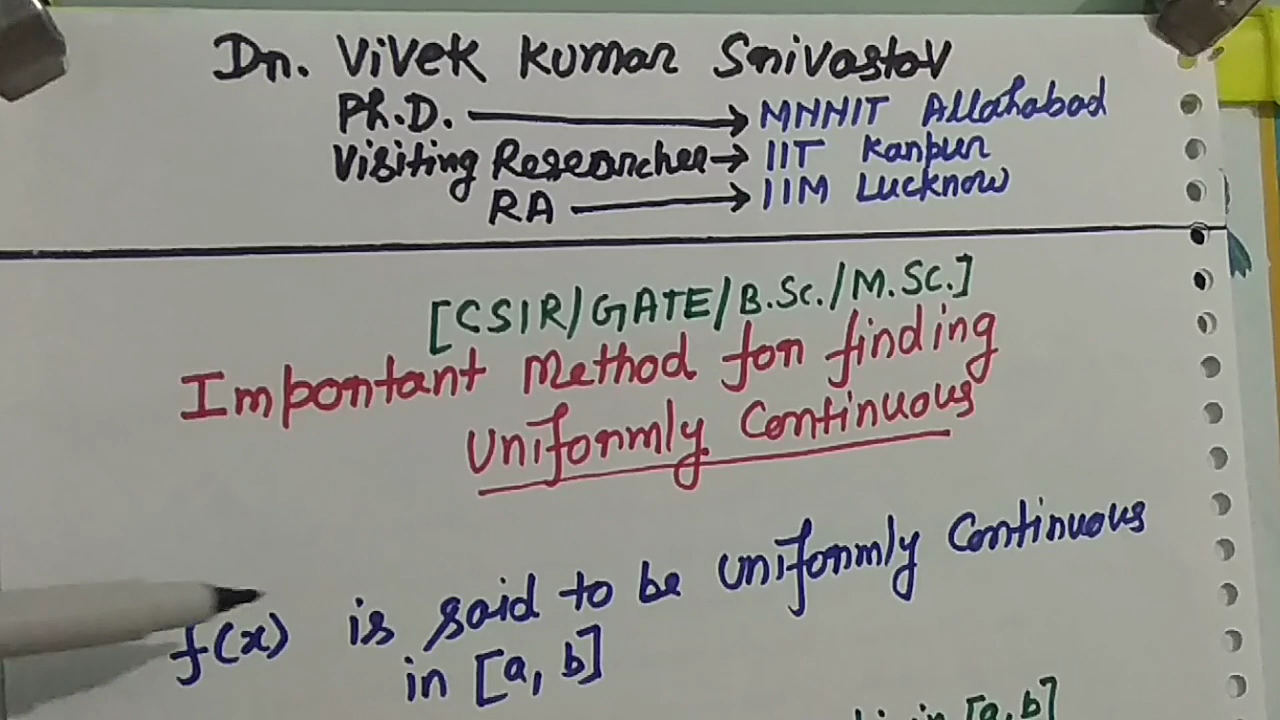 Dr. Vivek Kumar Srivastav
Ph.D. → MNNIT Allahabad
Visiting Researcher → IIT Kanpur
RA → IIM Lucknow
[CSIR/GATE/B.Sc./M.Sc.]
Important Method for finding
Uniformly Continuous
f(x) is said to be uniformly Continuous
in [a, b]
in [a, b]